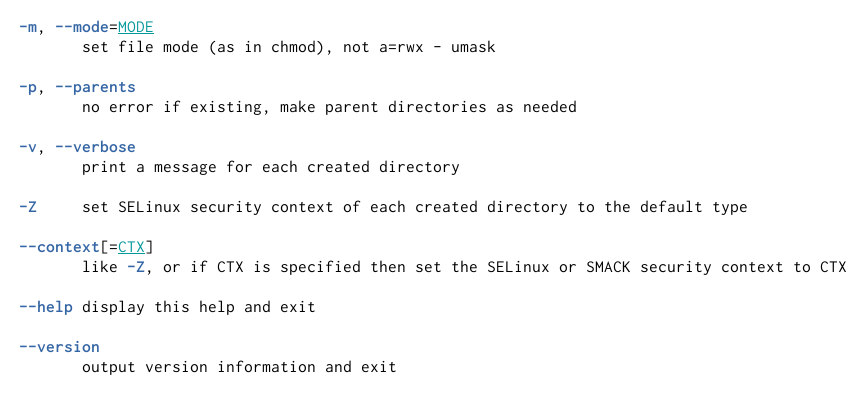 -m, --mode=MODE
set file mode (as in chmod), not a=rwx - umask
-p, --parents
no error if existing, make parent directories as needed
-v, --verbose
print a message for each created directory
-Z set SELinux security context of each created directory to the default type
--context[=CTX]
like -Z, or if CTX is specified then set the SELinux or SMACK security context to CTX
--help display this help and exit
--version
output version information and exit